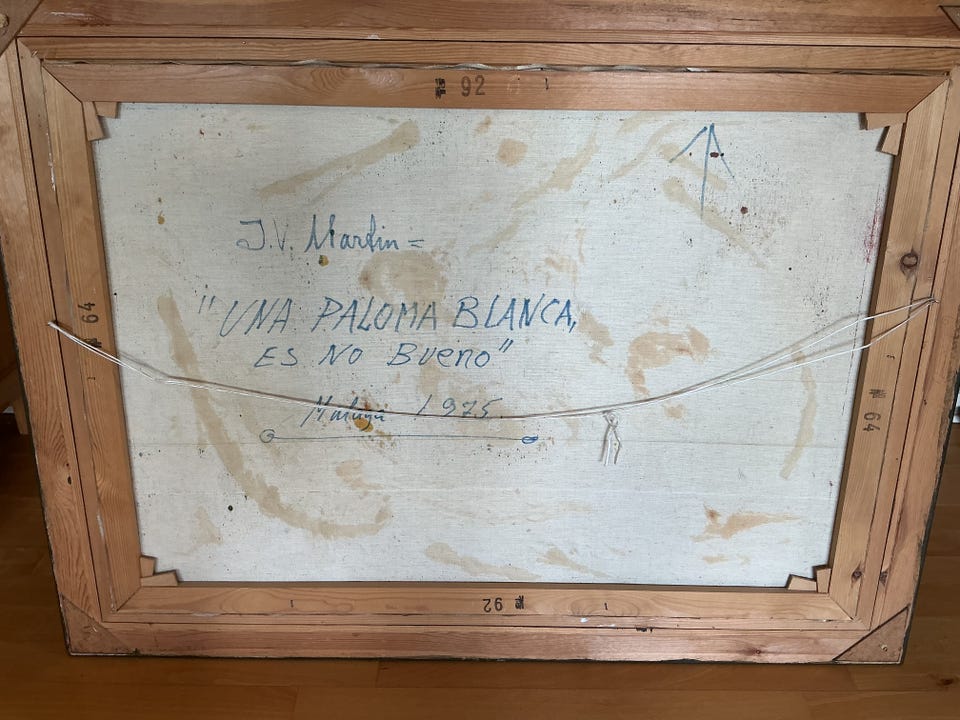 92
J.V. Martin =
"UNA PALOMA BLANCA,
ES NO Bueno"
Malaga 1975
64
64
92